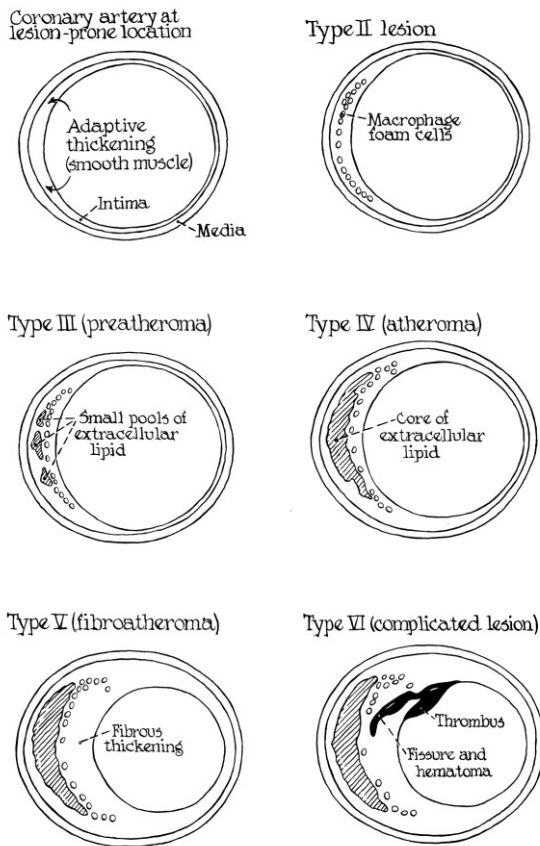 Coronary artery at
lesion-prone location
Adaptive
thickening
(smooth muscle)
Intima
Media
Type II lesion
Macrophage
foam cells
Type III (preatheroma)
Small pools of
extracellular
lipid
Type IV (atheroma)
Core of
extracellular
lipid
Type V (fibroatheroma)
Fibrous
thickening
Type VI (complicated lesion)
Thrombus
Fissure and
hematoma